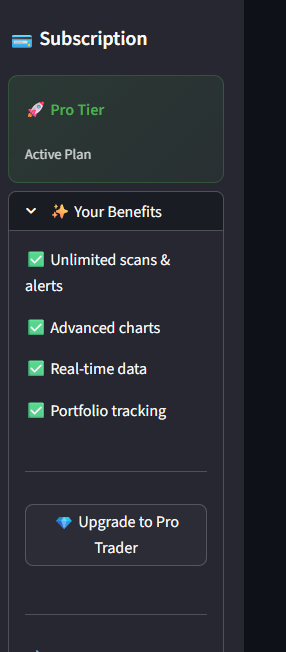 💳 Subscription
🚀 Pro Tier
Active Plan
✨ Your Benefits
✅ Unlimited scans &
alerts
✅ Advanced charts
✅ Real-time data
✅ Portfolio tracking
💎 Upgrade to Pro
Trader